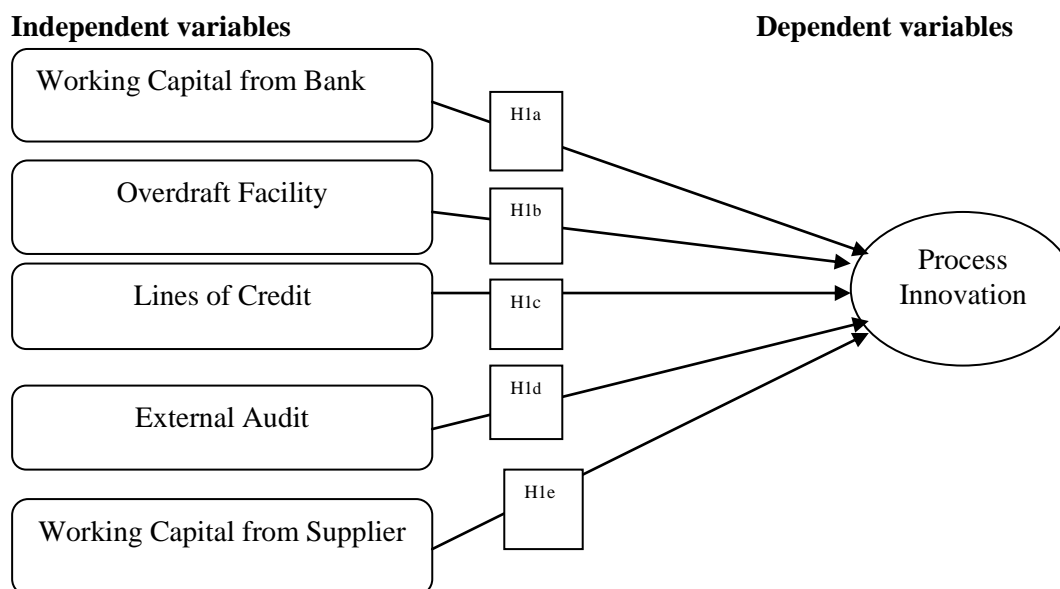 Independent variables
Dependent variables
Working Capital from Bank
H1a
Overdraft Facility
H1b
Process
Innovation
Lines of Credit
H1c
External Audit
H1d
Working Capital from Supplier
H1e